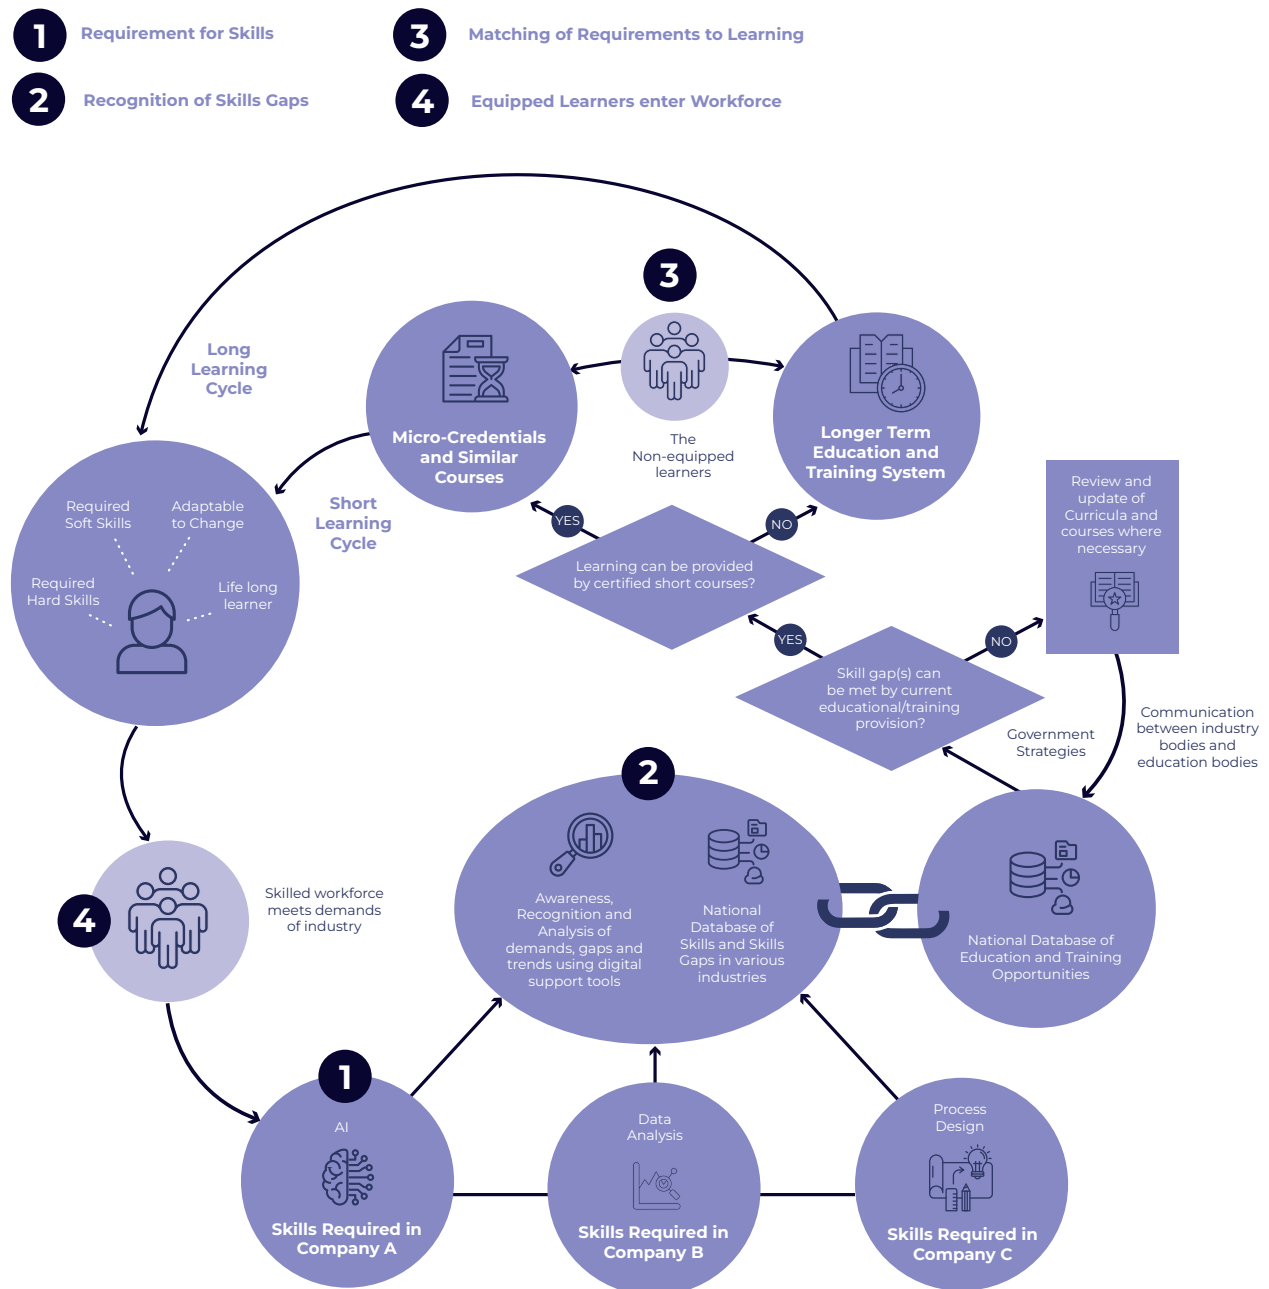 1 Requirement for Skills
3 Matching of Requirements to Learning
2 Recognition of Skills Gaps
4 Equipped Learners enter Workforce
3
Long
Learning
Cycle
Micro-Credentials
and Similar
Courses
The
Non-equipped
learners
Longer Term
Education and
Training System
Short
Learning
Cycle
Required
Soft Skills
Adaptable
to Change
Required
Hard Skills
Life long
learner
YES
NO
Learning can be provided
by certified short courses?
Review and
update of
Curricula and
courses where
necessary
YES
NO
Skill gap(s) can
be met by current
educational/training
provision?
Government
Strategies
Communication
between industry
bodies and
education bodies
2
Awareness,
Recognition and
Analysis of
demands, gaps and
trends using digital
support tools
National
Database of
Skills and Skills
Gaps in various
industries
National Database of
Education and Training
Opportunities
4
Skilled workforce
meets demands
of industry
1
AI
Skills Required in
Company A
Data
Analysis
Skills Required in
Company B
Process
Design
Skills Required in
Company C